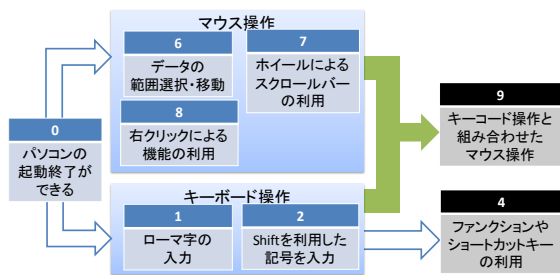 マウス操作
6
データの
範囲選択・移動
7
ホイールによる
スクロールバー
の利用
8
右クリックによる
機能の利用
0
パソコンの
起動終了が
できる
9
キーコード操作と
組み合わせた
マウス操作
キーボード操作
1
ローマ字の
入力
2
Shiftを利用した
記号を入力
4
ファンクションや
ショートカットキー
の利用